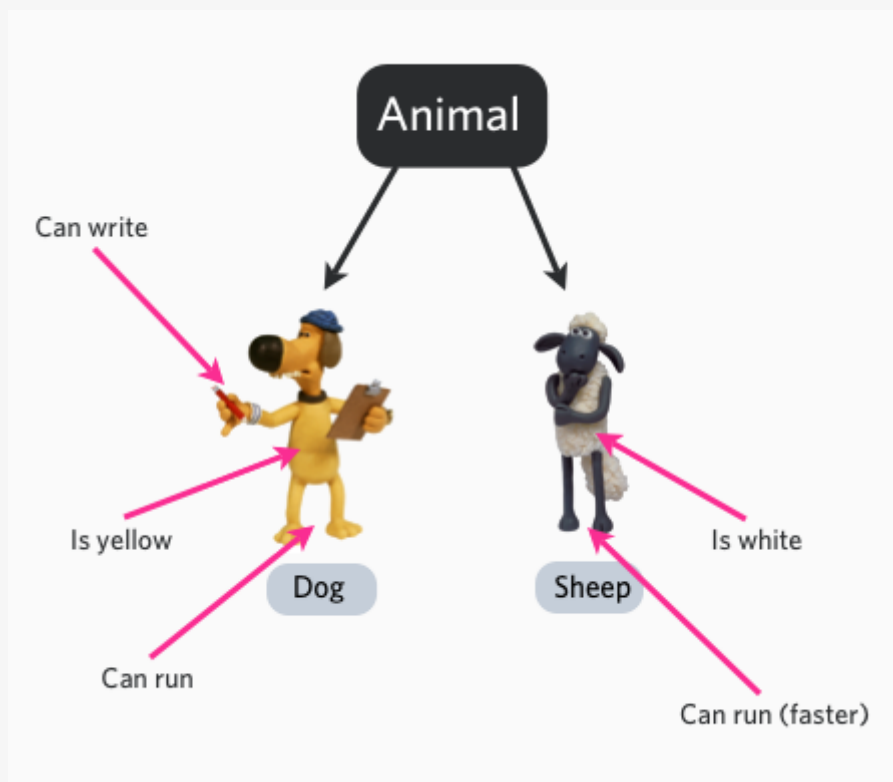 Animal
Can write
Is yellow
Is white
Dog
Sheep
Can run
Can run (faster)